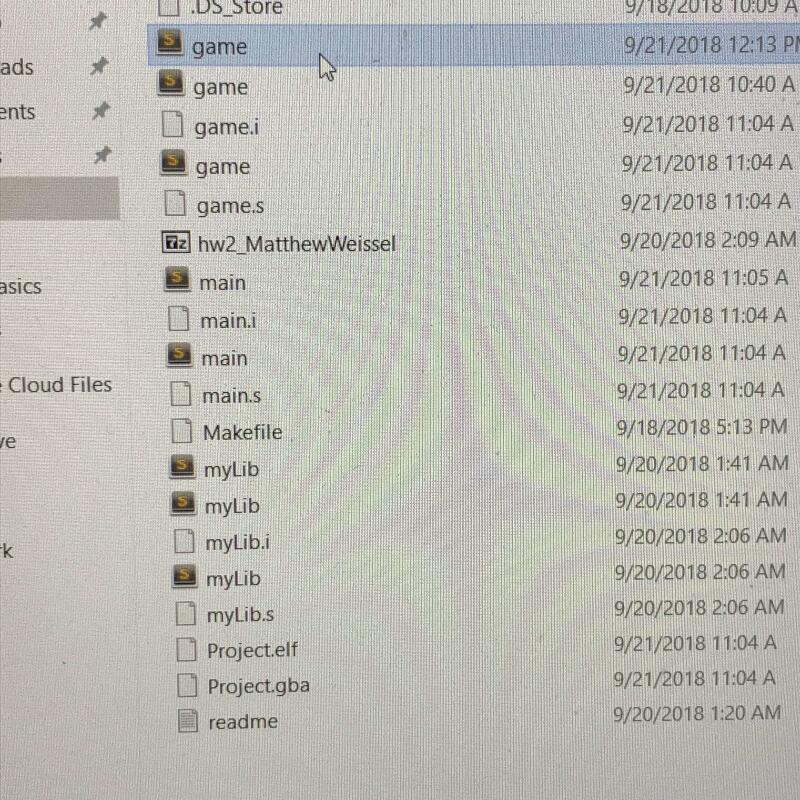 .DS_Store 9/18/2018 10:09 A
game 9/21/2018 12:13 PM
ads
game 9/21/2018 10:40 A
ents
game.i 9/21/2018 11:04 A
s
game 9/21/2018 11:04 A
game.s 9/21/2018 11:04 A
hw2_MatthewWeissel 9/20/2018 2:09 AM
asics
main 9/21/2018 11:05 A
main.i 9/21/2018 11:04 A
main 9/21/2018 11:04 A
e Cloud Files
main.s 9/21/2018 11:04 A
Makefile 9/18/2018 5:13 PM
ve
myLib 9/20/2018 1:41 AM
myLib 9/20/2018 1:41 AM
myLib.i 9/20/2018 2:06 AM
rk
myLib 9/20/2018 2:06 AM
myLib.s 9/20/2018 2:06 AM
Project.elf 9/21/2018 11:04 A
Project.gba 9/21/2018 11:04 A
readme 9/20/2018 1:20 AM